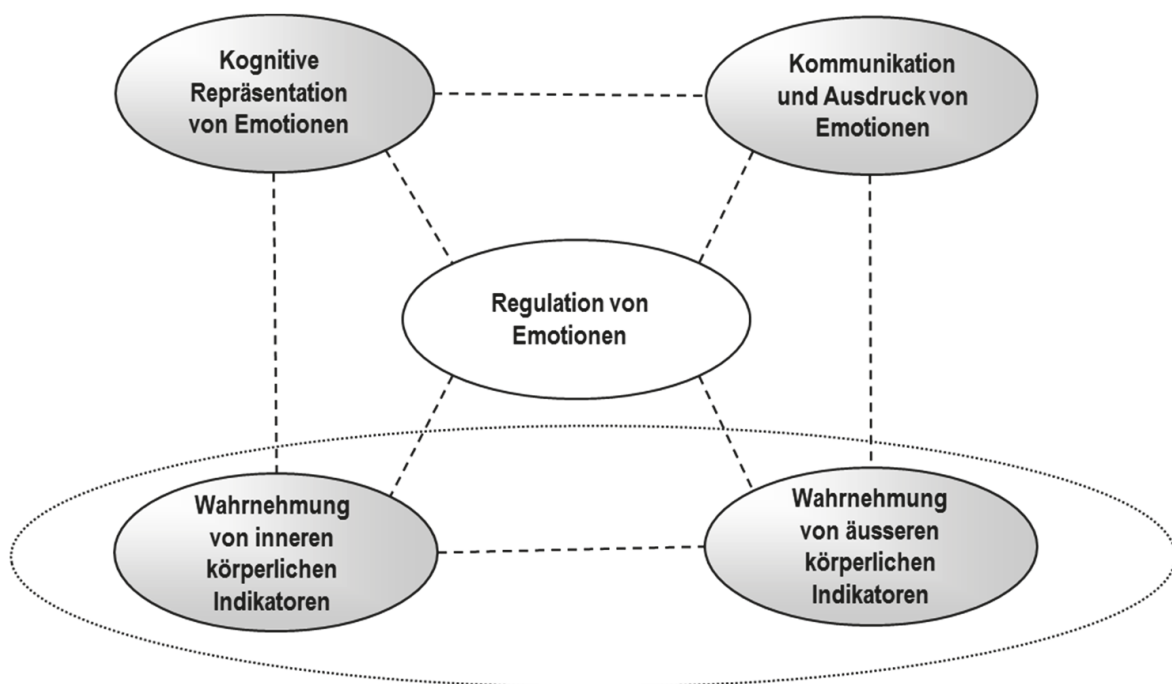 Kognitive
Repräsentation
von Emotionen
Kommunikation
und Ausdruck von
Emotionen
Regulation von
Emotionen
Wahrnehmung
von inneren
körperlichen
Indikatoren
Wahrnehmung
von äusseren
körperlichen
Indikatoren